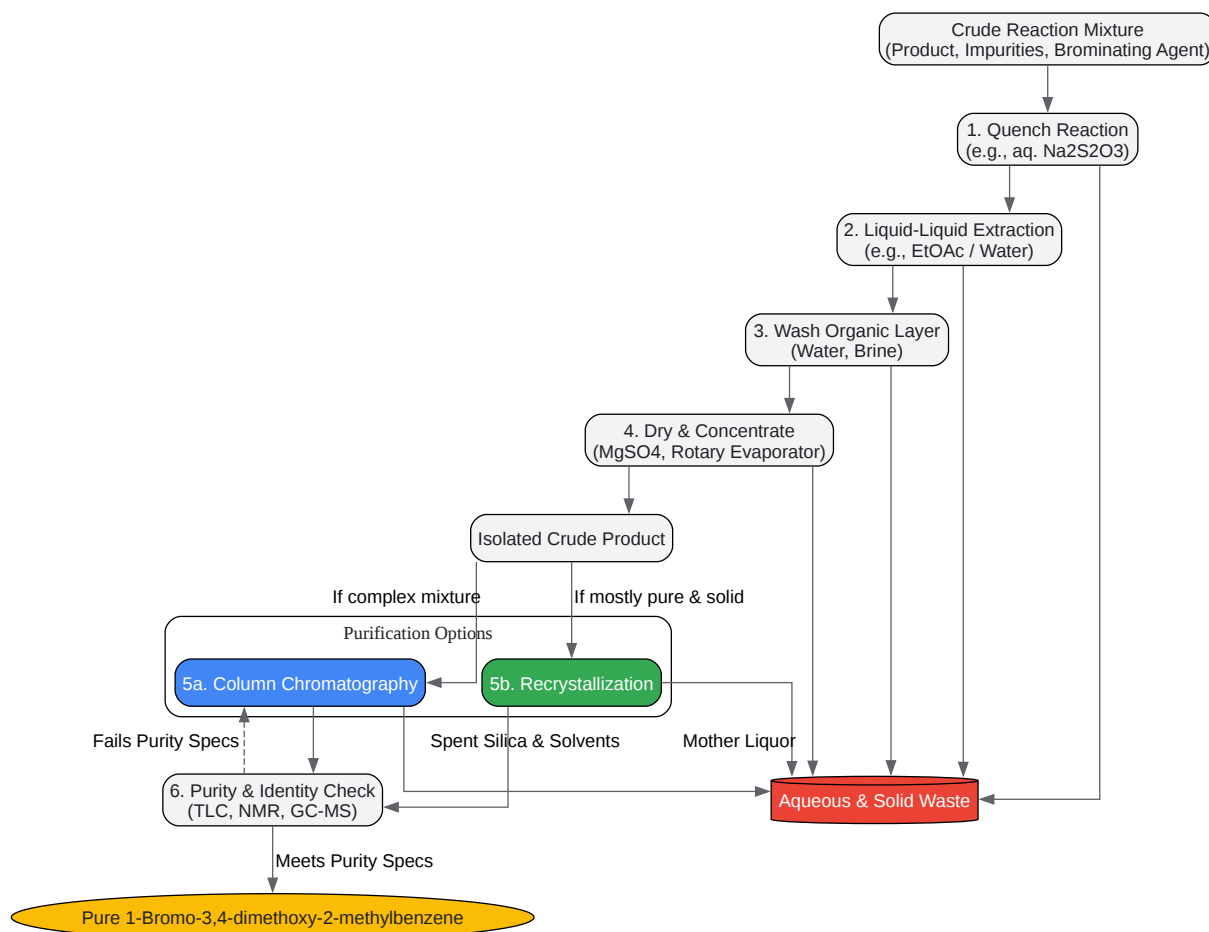 Crude Reaction Mixture
(Product, Impurities, Brominating Agent)
1. Quench Reaction
(e.g., aq. Na2S2O3)
2. Liquid-Liquid Extraction
(e.g., EtOAc / Water)
3. Wash Organic Layer
(Water, Brine)
4. Dry & Concentrate
(MgSO4, Rotary Evaporator)
Isolated Crude Product
If complex mixture
If mostly pure & solid
Purification Options
5a. Column Chromatography
5b. Recrystallization
Fails Purity Specs
Spent Silica & Solvents
Mother Liquor
6. Purity & Identity Check
(TLC, NMR, GC-MS)
Aqueous & Solid Waste
Meets Purity Specs
Pure 1-Bromo-3,4-dimethoxy-2-methylbenzene